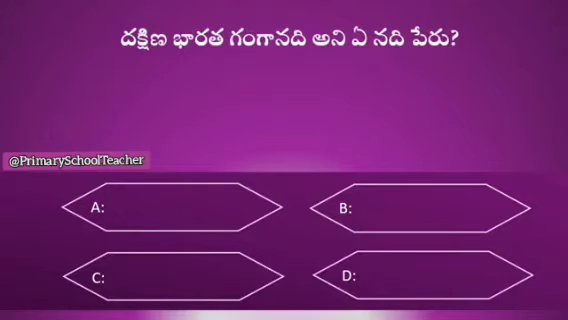 దక్షిణ భారత గంగానది అని ఏ నది పేరు?
@PrimarySchoolTeacher
A:
B:
C:
D: